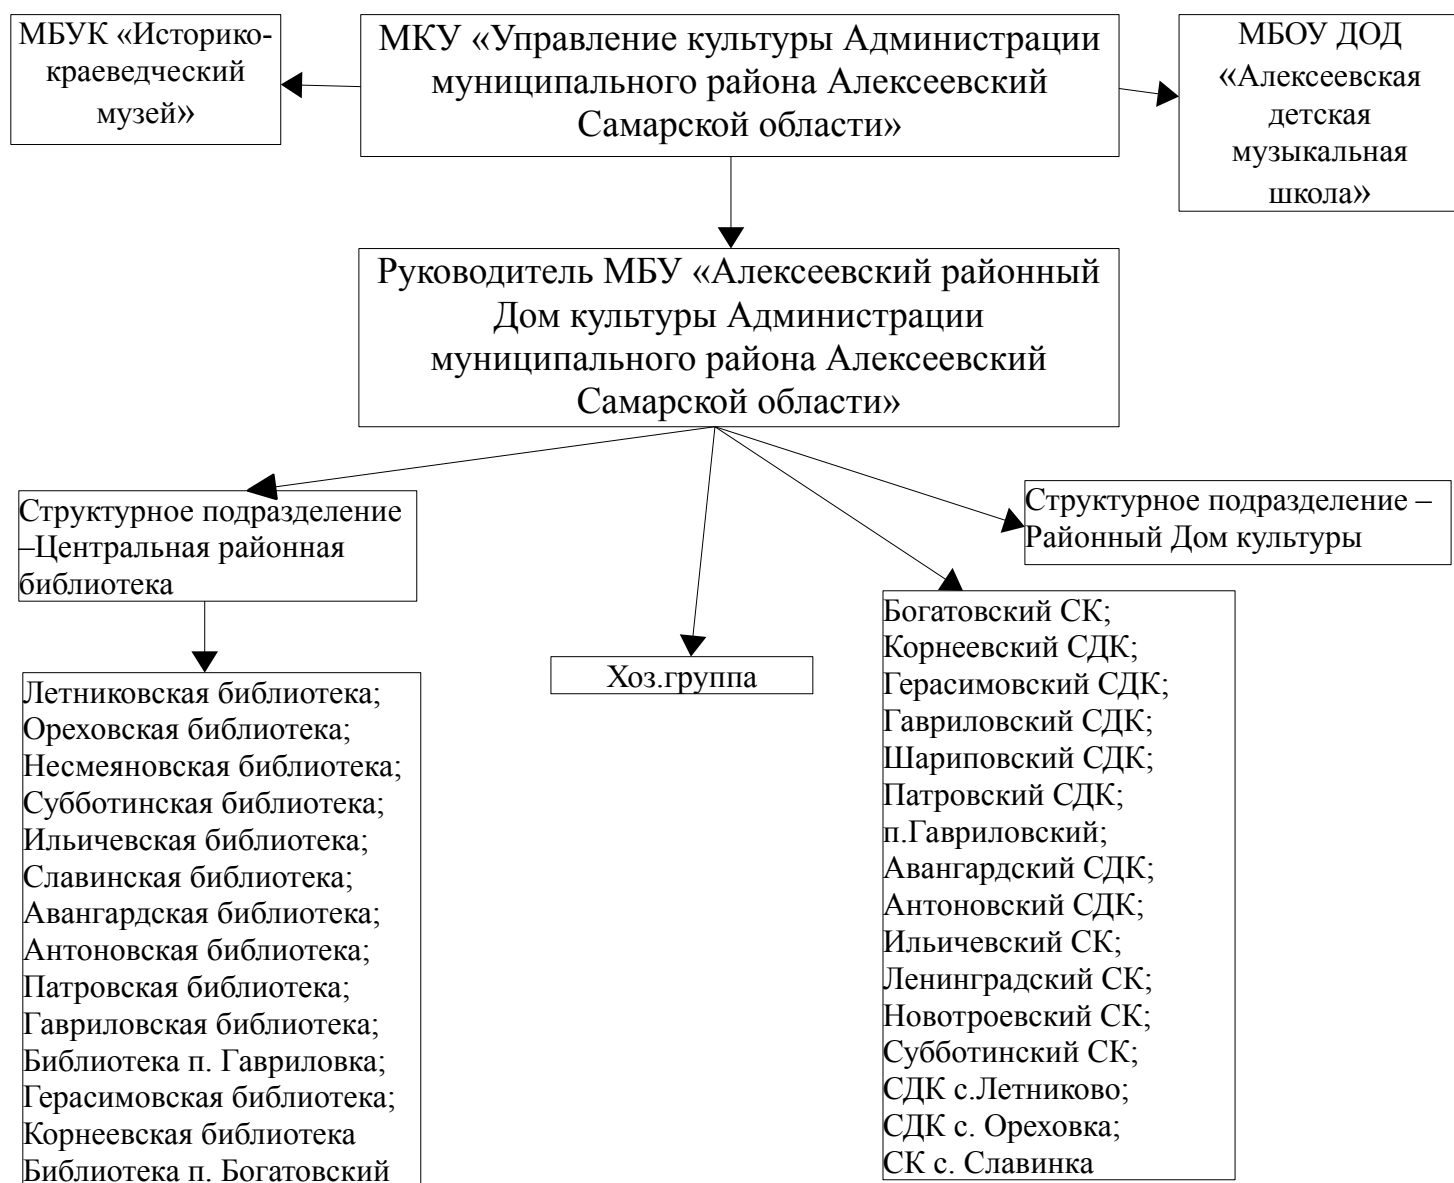 МБУК «Историко-
краеведческий
музей»
МКУ «Управление культуры Администрации
муниципального района Алексеевский
Самарской области»
МБОУ ДОД
«Алексеевская
детская
музыкальная
школа»
Руководитель МБУ «Алексеевский районный
Дом культуры Администрации
муниципального района Алексеевский
Самарской области»
Структурное подразделение
–Центральная районная
библиотека
Структурное подразделение –
Районный Дом культуры
Летниковская библиотека;
Ореховская библиотека;
Несмеяновская библиотека;
Субботинская библиотека;
Ильичевская библиотека;
Славинская библиотека;
Авангардская библиотека;
Антоновская библиотека;
Патровская библиотека;
Гавриловская библиотека;
Библиотека п. Гавриловка;
Герасимовская библиотека;
Корнеевская библиотека
Библиотека п. Богатовский
Хоз.группа
Богатовский СК;
Корнеевский СДК;
Герасимовский СДК;
Гавриловский СДК;
Шариповский СДК;
Патровский СДК;
п.Гавриловский;
Авангардский СДК;
Антоновский СДК;
Ильичевский СК;
Ленинградский СК;
Новотроевский СК;
Субботинский СК;
СДК с.Летниково;
СДК с. Ореховка;
СК с. Славинка